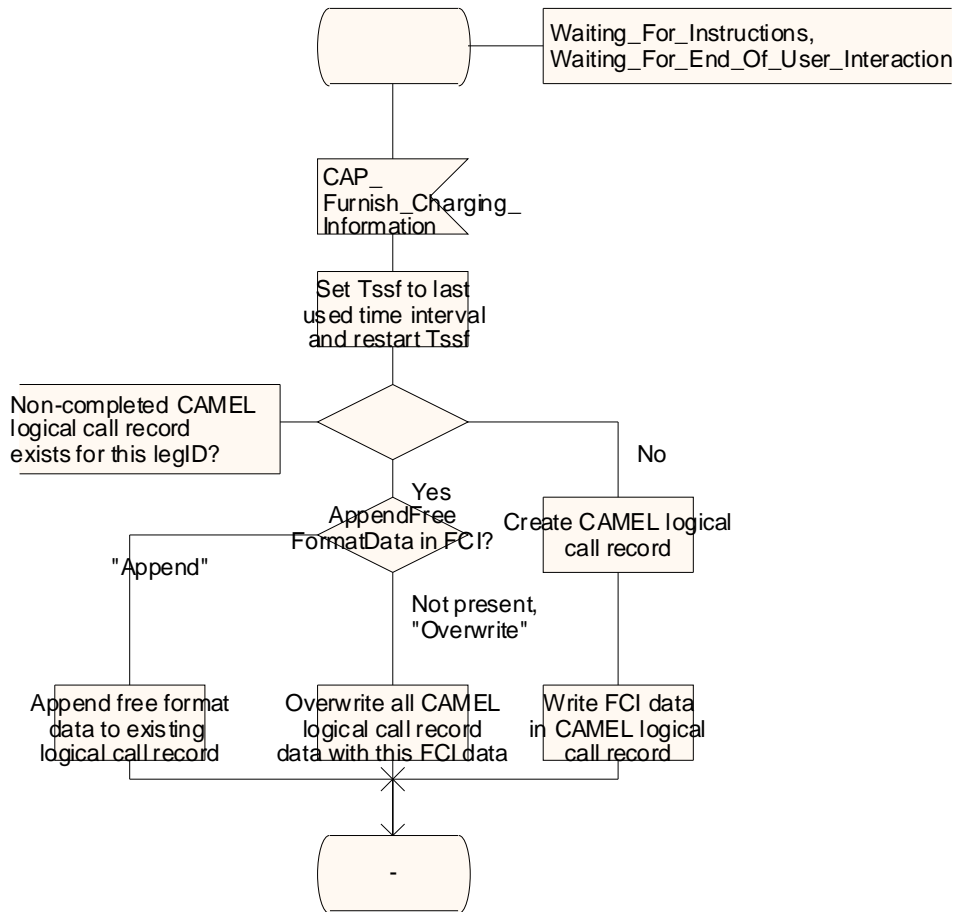 Waiting_For_Instructions,
Waiting_For_End_Of_User_Interaction
CAP_
Furnish_Charging_
Information
Set Tssf to last
used time interval
and restart Tssf
Non-completed CAMEL
logical call record
exists for this legID?
No
Yes
AppendFree
FormatData in FCI?
Create CAMEL logical
call record
"Append"
Not present,
"Overwrite"
Append free format
data to existing
logical call record
Overwrite all CAMEL
logical call record
data with this FCI data
Write FCI data
in CAMEL logical
call record
-